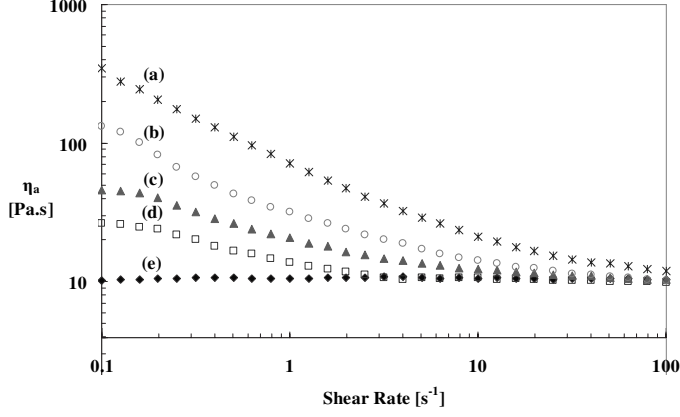 1000
(a)
(b)
100
ηa
[Pa.s]
(c)
(d)
(e)
10
0.1 1 10 100
Shear Rate [s-1]